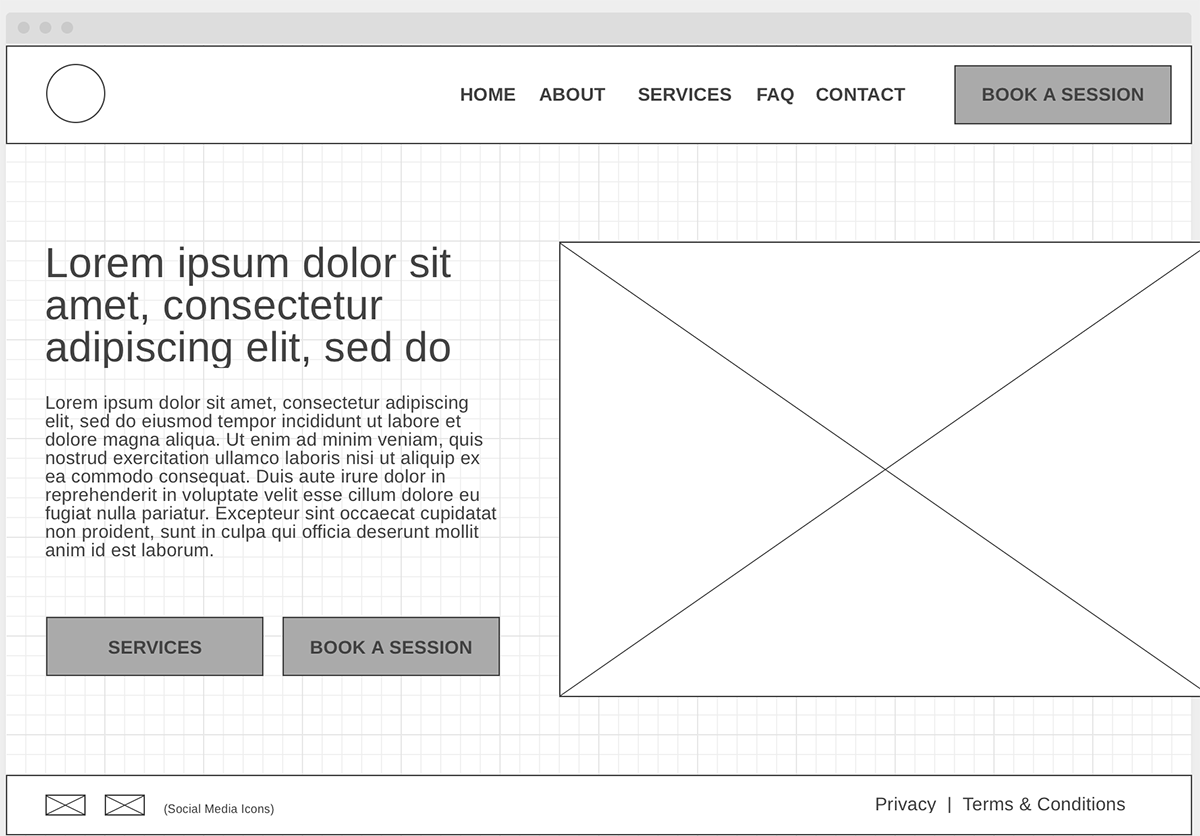 HOME ABOUT SERVICES FAQ CONTACT BOOK A SESSION
Lorem ipsum dolor sit
amet, consectetur
adipiscing elit, sed do
Lorem ipsum dolor sit amet, consectetur adipiscing
elit, sed do eiusmod tempor incididunt ut labore et
dolore magna aliqua. Ut enim ad minim veniam, quis
nostrud exercitation ullamco laboris nisi ut aliquip ex
ea commodo consequat. Duis aute irure dolor in
reprehenderit in voluptate velit esse cillum dolore eu
fugiat nulla pariatur. Excepteur sint occaecat cupidatat
non proident, sunt in culpa qui officia deserunt mollit
anim id est laborum.
SERVICES BOOK A SESSION
(Social Media Icons) Privacy | Terms & Conditions